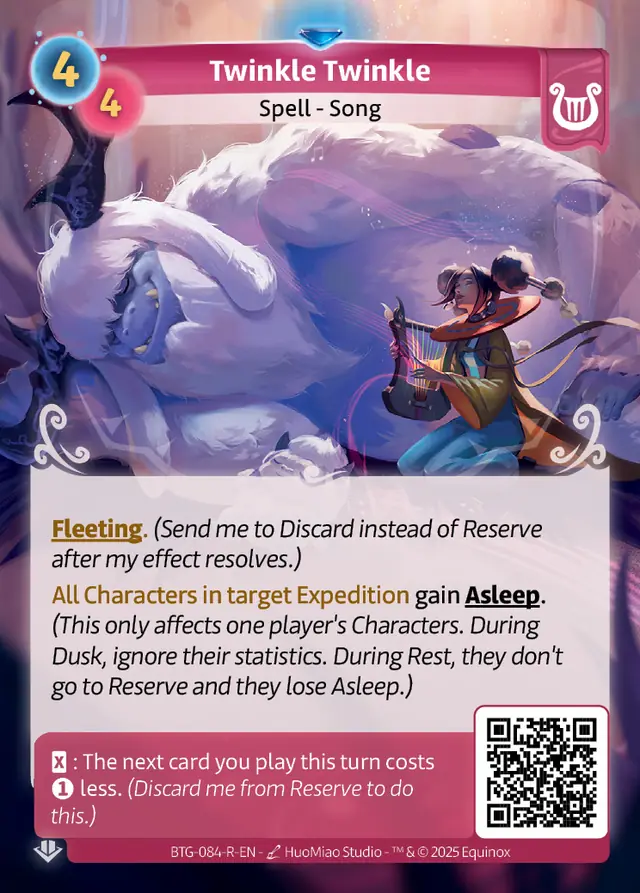 4
4
Twinkle Twinkle
Spell - Song
Fleeting. (Send me to Discard instead of Reserve
after my effect resolves.)
All Characters in target Expedition gain Asleep.
(This only affects one player's Characters. During
Dusk, ignore their statistics. During Rest, they don't
go to Reserve and they lose Asleep.)
X : The next card you play this turn costs
1 less. (Discard me from Reserve to do
this.)
BTG-084-R-EN - HuoMiao Studio - ™ & © 2025 Equinox